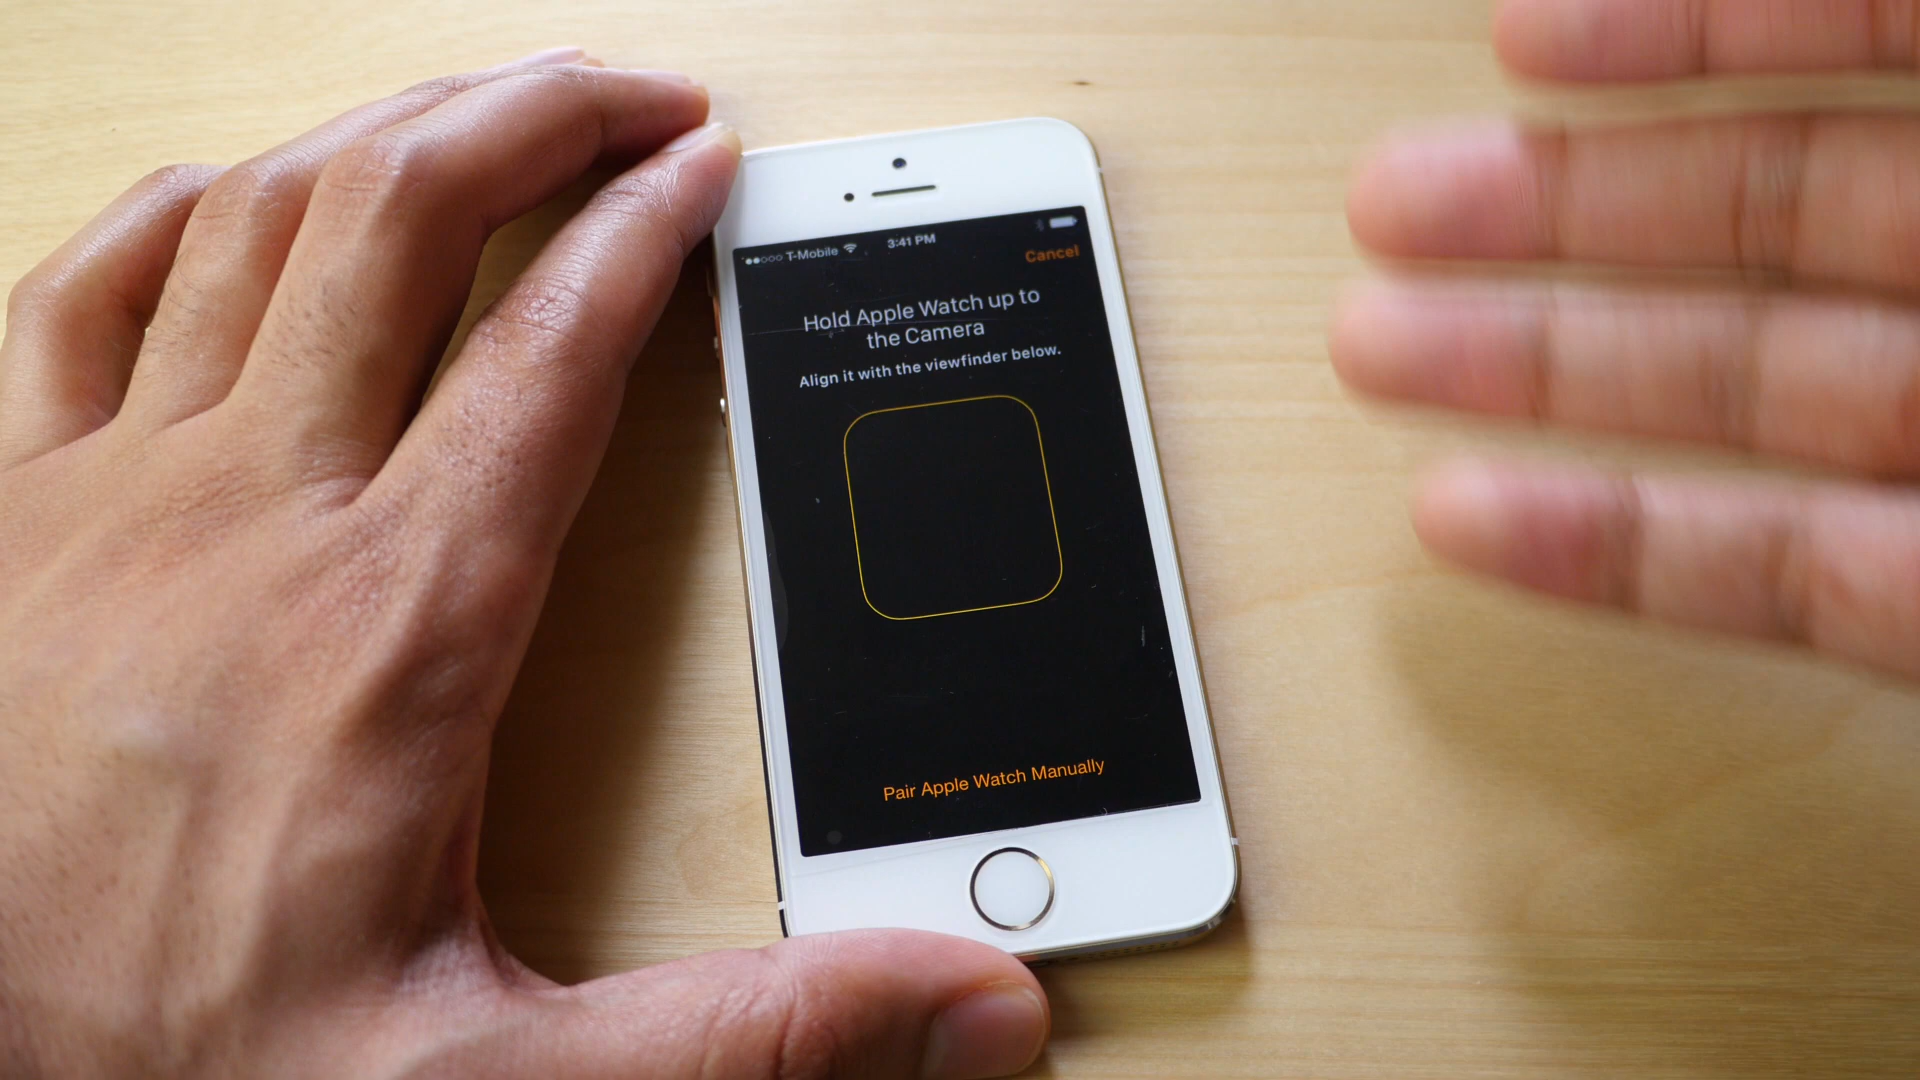 T-Mobile 3:41 PM
Cancel
Hold Apple Watch up to
the Camera
Align it with the viewfinder below.
Pair Apple Watch Manually